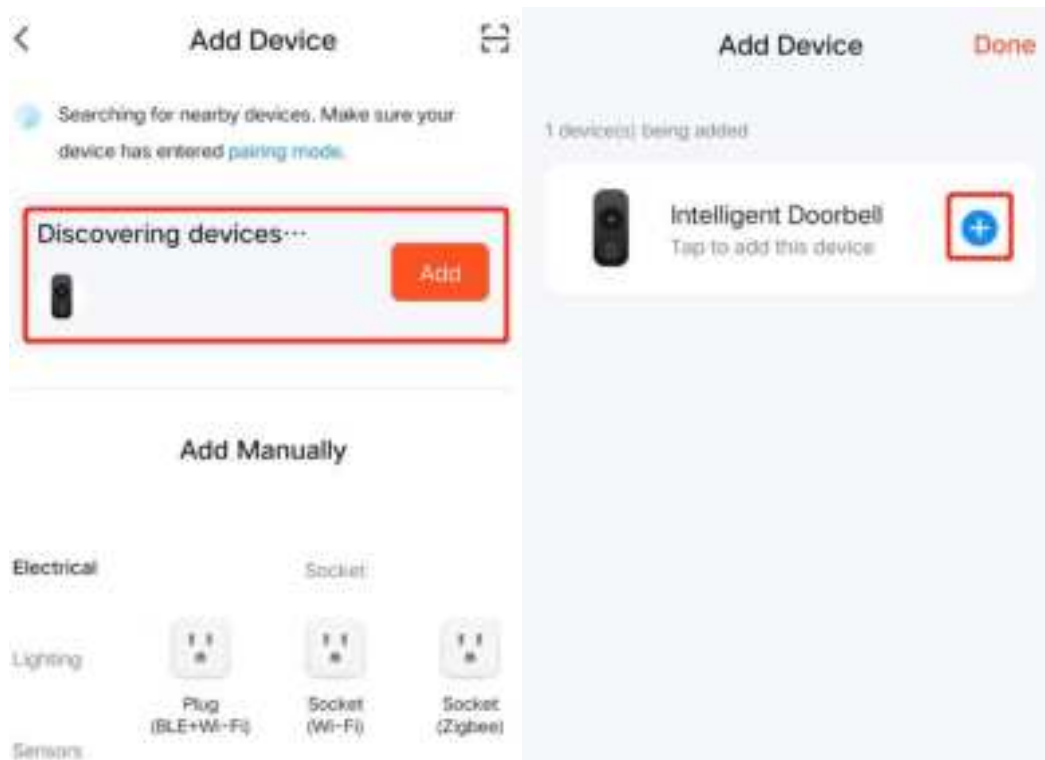 Add Device
Searching for nearby devices. Make sure your
device has entered pairing mode.
Discovering devices···
Add
Add Manually
Electrical
Socket
Lighting
Plug
(BLE+Wi-Fi)
Socket
(Wi-Fi)
Socket
(Zigbee)
Sensors
Add Device
Done
1 device(s) being added
Intelligent Doorbell
Tap to add this device